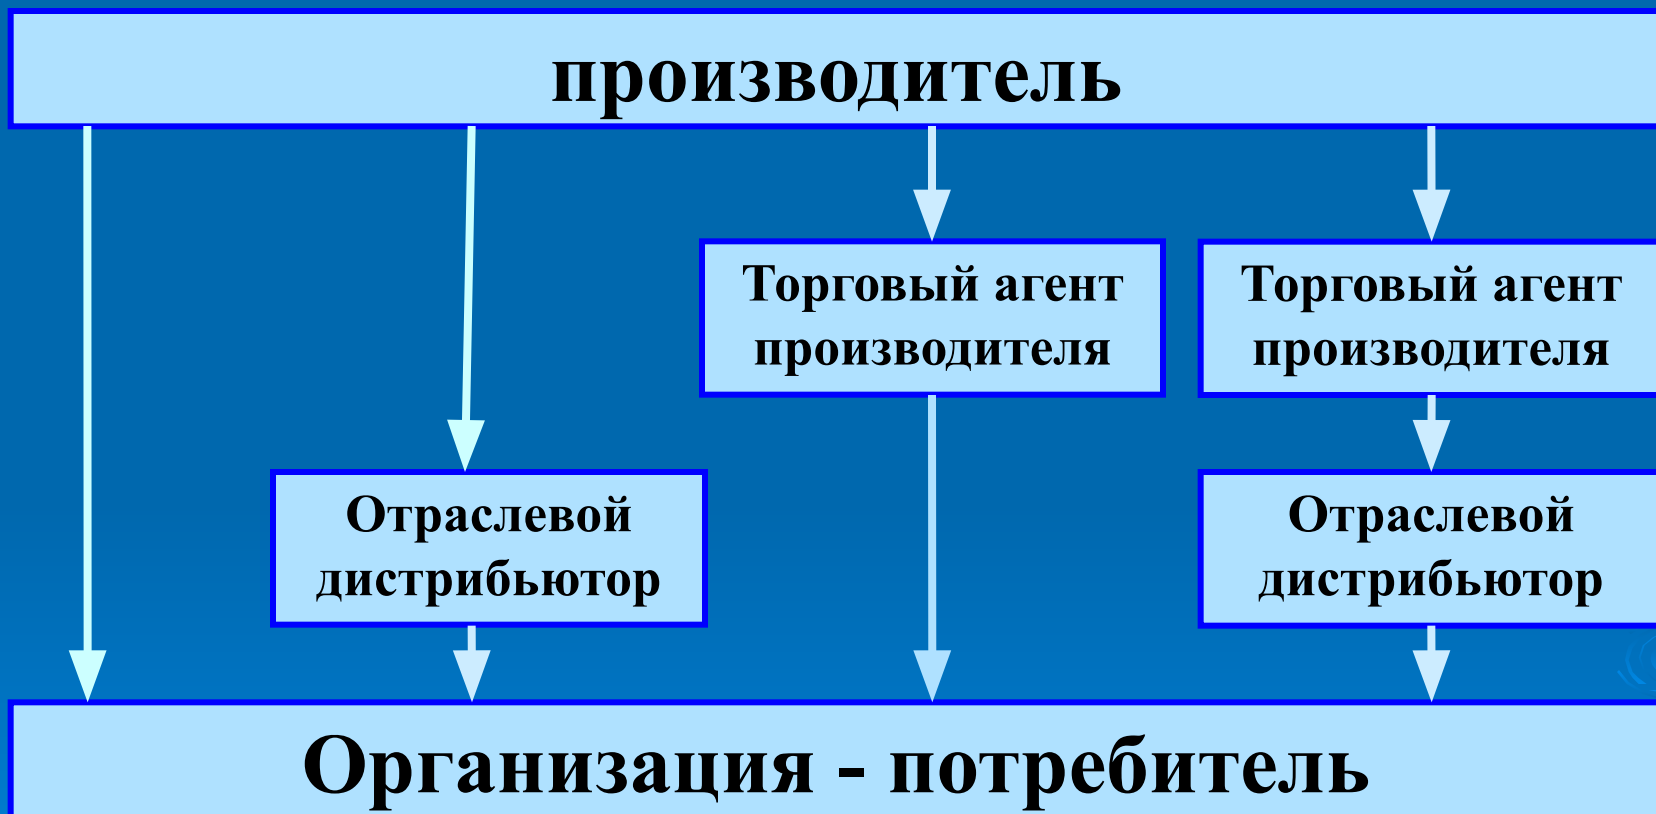 производитель
Торговый агент
производителя
Торговый агент
производителя
Отраслевой
дистрибьютор
Отраслевой
дистрибьютор
Организация - потребитель